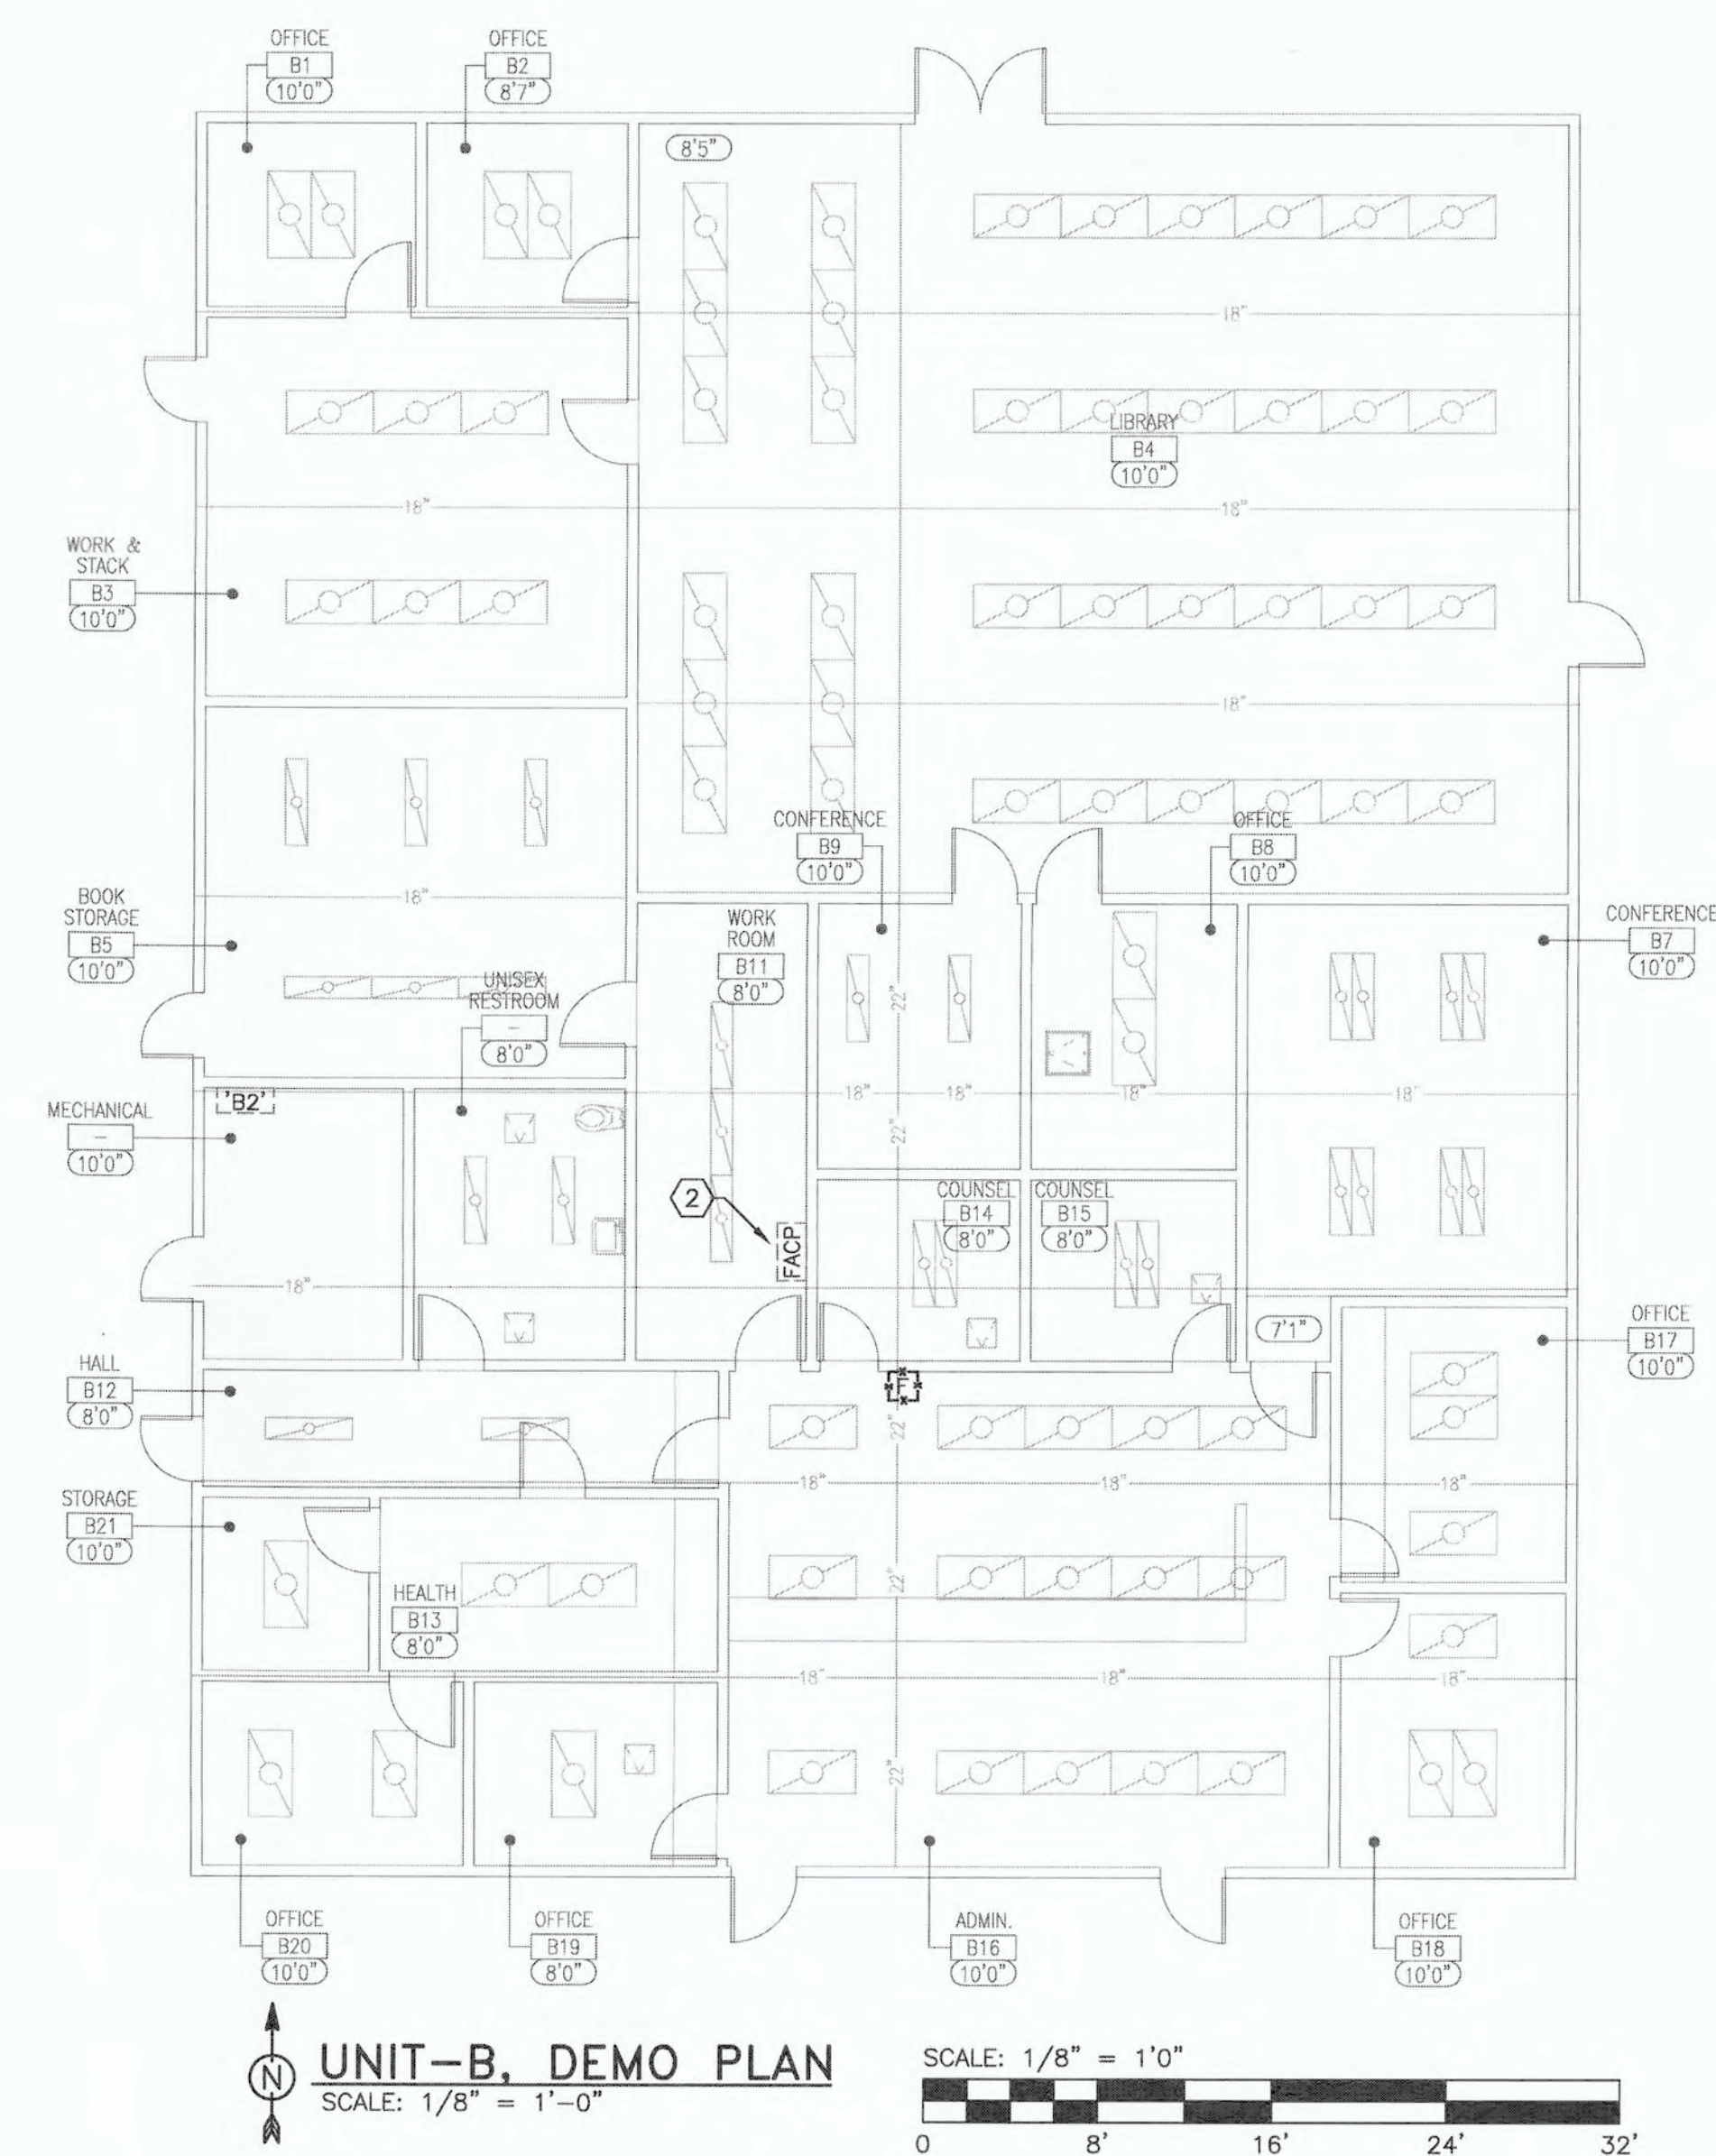 OFFICE
B1
10'0"
OFFICE
B2
8'7"
8'5"
18"
LIBRARY
B4
10'0"
18"
18"
WORK &
STACK
B3
10'0"
18"
CONFERENCE
B9
10'0"
OFFICE
B8
10'0"
BOOK
STORAGE
B5
10'0"
18"
WORK
ROOM
B11
8'0"
CONFERENCE
B7
10'0"
UNISEX
RESTROOM
-
8'0"
22"
MECHANICAL
-
10'0"
'B2'
18"
18"
18"
18"
22"
2
FACP
COUNSEL
B14
8'0"
COUNSEL
B15
8'0"
18"
7'1"
OFFICE
B17
10'0"
HALL
B12
8'0"
F
22"
18"
18"
18"
STORAGE
B21
10'0"
HEALTH
B13
8'0"
22"
18"
18"
18"
22"
OFFICE
B20
10'0"
OFFICE
B19
8'0"
ADMIN.
B16
10'0"
OFFICE
B18
10'0"
N
UNIT-B, DEMO PLAN
SCALE: 1/8" = 1'-0"
SCALE: 1/8" = 1'0"
0 8' 16' 24' 32'